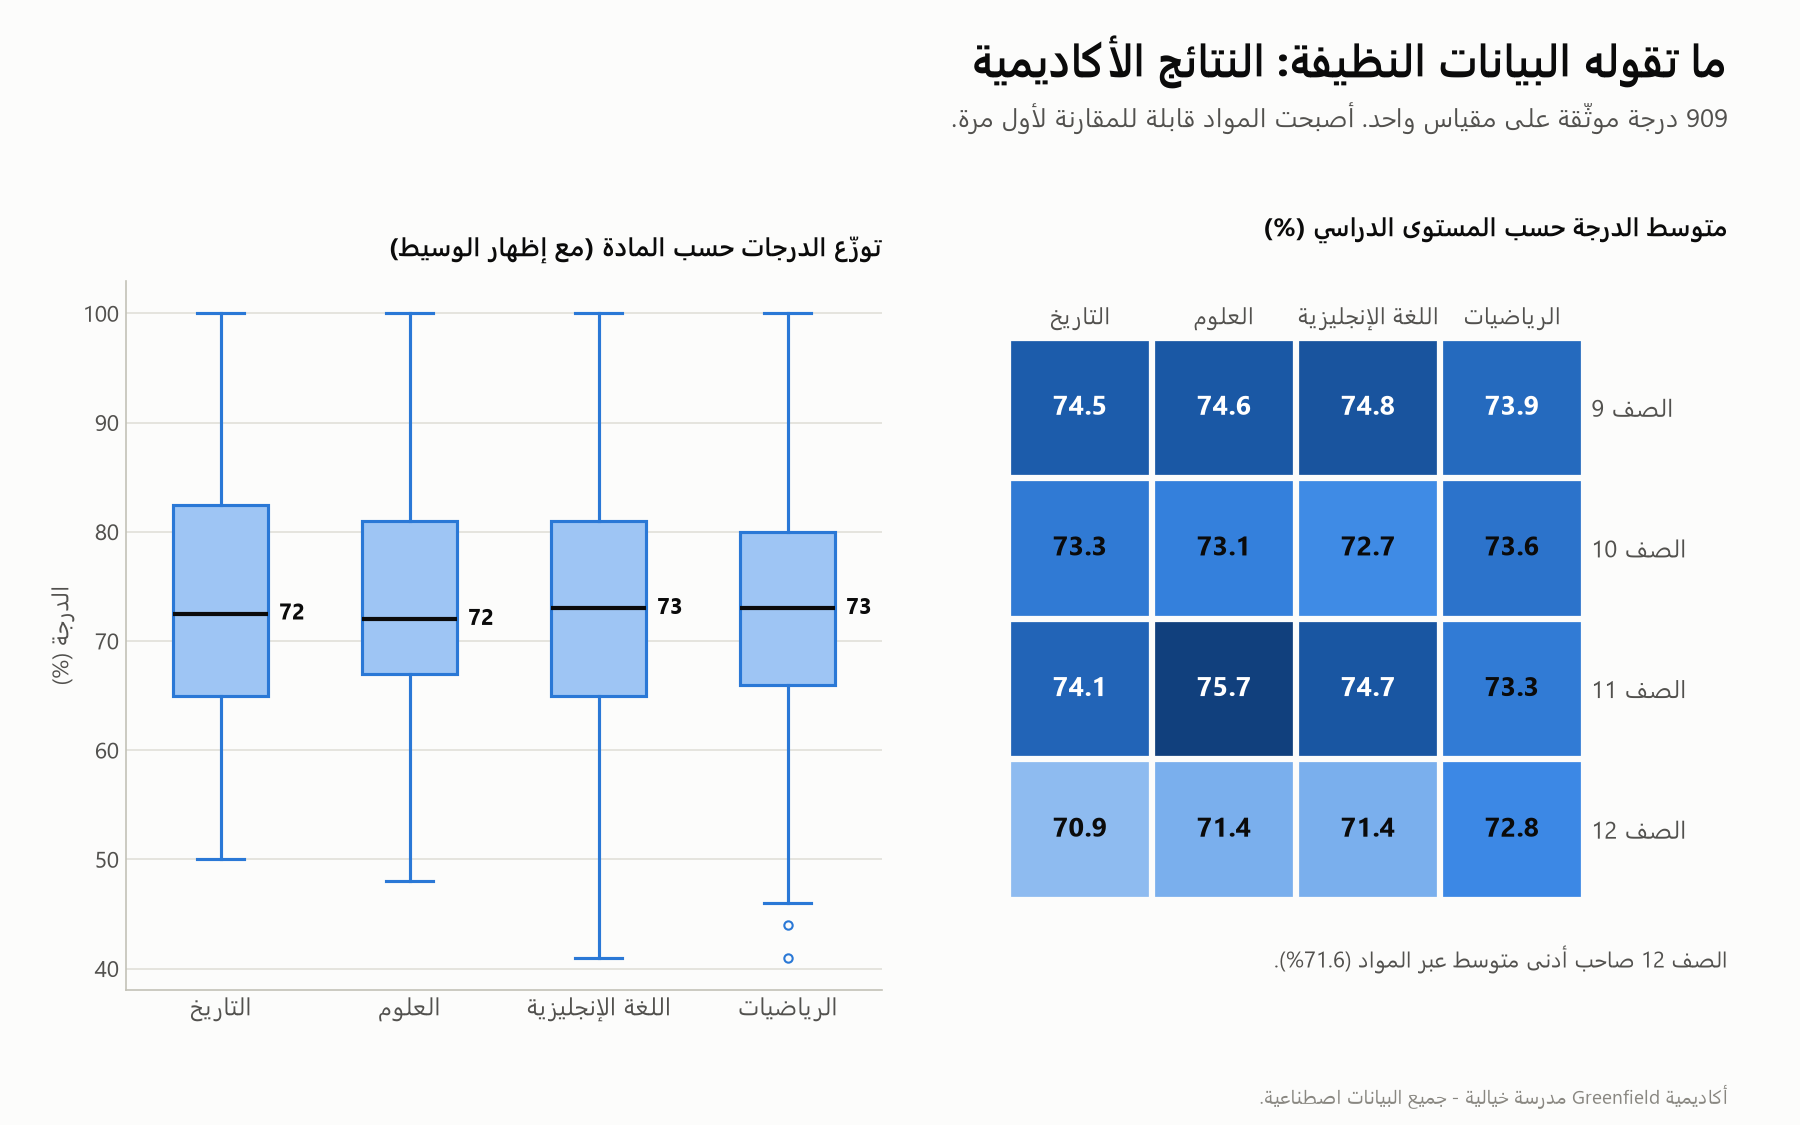 ما تقوله البيانات النظيفة: النتائج الأكاديمية
909 درجة موثّقة على مقياس واحد. أصبحت المواد قابلة للمقارنة لأول مرة.
متوسط الدرجة حسب المستوى الدراسي (%)
الرياضيات اللغة الإنجليزية العلوم التاريخ
الصف 9 73.9 74.8 74.6 74.5
الصف 10 73.6 72.7 73.1 73.3
الصف 11 73.3 74.7 75.7 74.1
الصف 12 72.8 71.4 71.4 70.9
الصف 12 صاحب أدنى متوسط عبر المواد (71.6%).
توزّع الدرجات حسب المادة (مع إظهار الوسيط)
الدرجة (%)
100
90
80
70
60
50
40
73 73 72 72
الرياضيات اللغة الإنجليزية العلوم التاريخ
أكاديمية Greenfield مدرسة خيالية - جميع البيانات اصطناعية.